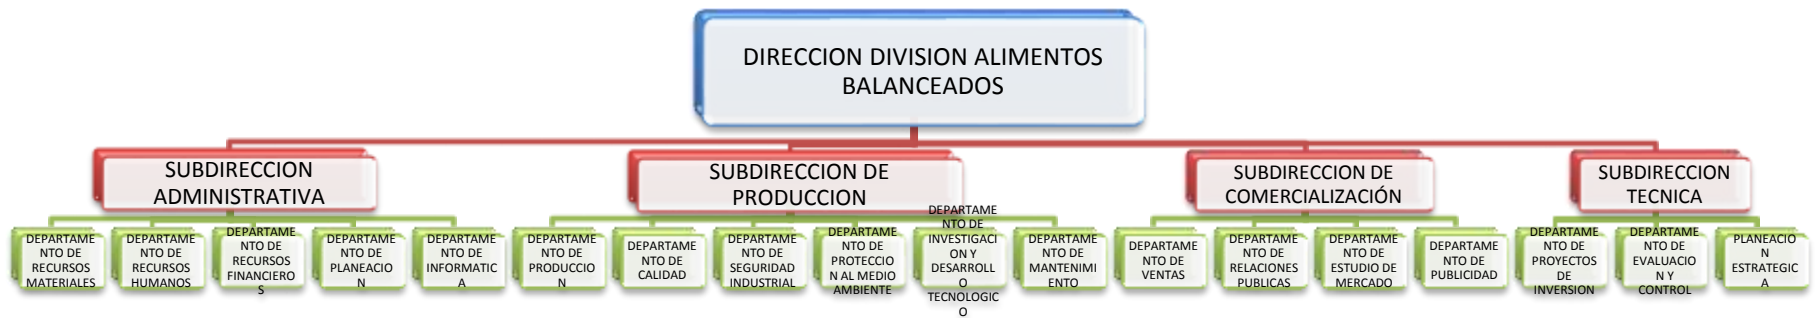 DIRECCION DIVISION ALIMENTOS
BALANCEADOS
SUBDIRECCION
ADMINISTRATIVA
SUBDIRECCION DE
PRODUCCION
SUBDIRECCION DE
COMERCIALIZACIÓN
SUBDIRECCION
TECNICA
DEPARTAME
NTO DE
RECURSOS
MATERIALES
DEPARTAME
NTO DE
RECURSOS
HUMANOS
DEPARTAME
NTO DE
RECURSOS
FINANCIERO
S
DEPARTAME
NTO DE
PLANEACIO
N
DEPARTAME
NTO DE
INFORMATIC
A
DEPARTAME
NTO DE
PRODUCCIO
N
DEPARTAME
NTO DE
CALIDAD
DEPARTAME
NTO DE
SEGURIDAD
INDUSTRIAL
DEPARTAME
NTO DE
PROTECCIO
N AL MEDIO
AMBIENTE
DEPARTAME
NTO DE
INVESTIGACI
ON Y
DESARROLL
O
TECNOLOGIC
O
DEPARTAME
NTO DE
MANTENIMI
ENTO
DEPARTAME
NTO DE
VENTAS
DEPARTAME
NTO DE
RELACIONES
PUBLICAS
DEPARTAME
NTO DE
ESTUDIO DE
MERCADO
DEPARTAME
NTO DE
PUBLICIDAD
DEPARTAME
NTO DE
PROYECTOS
DE
INVERSION
DEPARTAME
NTO DE
EVALUACIO
N Y
CONTROL
PLANEACIO
N
ESTRATEGIC
A